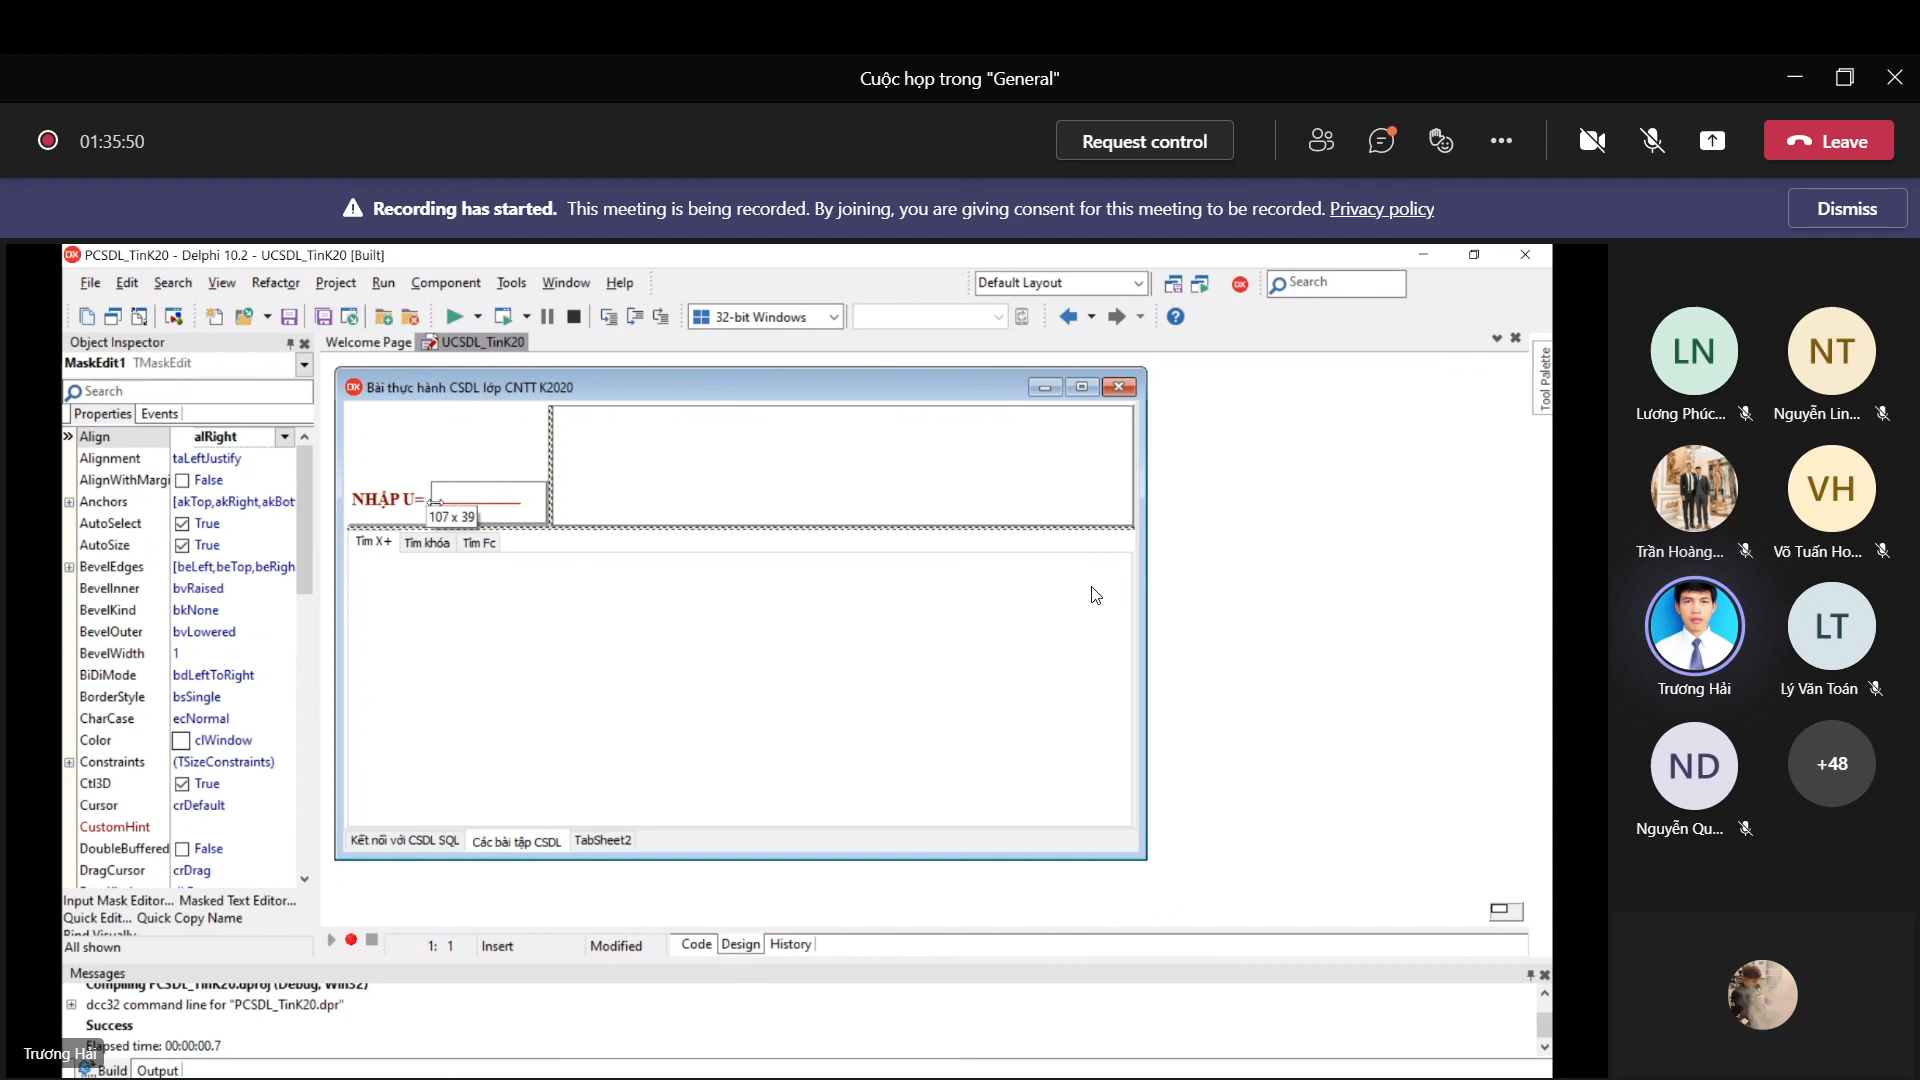 Cuộc họp trong "General"
01:35:50
Request control
Leave
Recording has started. This meeting is being recorded. By joining, you are giving consent for this meeting to be recorded. Privacy policy
Dismiss
PCSDL_TinK20 - Delphi 10.2 - UCSDL_TinK20 [Built]
File Edit Search View Refactor Project Run Component Tools Window Help
Default Layout
Search
32-bit Windows
Object Inspector
Welcome Page
UCSDL_TinK20
MaskEdit1 TMaskEdit
Search
Properties Events
Align alRight
Alignment taLeftJustify
AlignWithMargi False
Anchors [akTop,akRight,akBot
AutoSelect True
AutoSize True
BevelEdges [beLeft,beTop,beRigh
BevelInner bvRaised
BevelKind bkNone
BevelOuter bvLowered
BevelWidth 1
BiDiMode bdLeftToRight
BorderStyle bsSingle
CharCase ecNormal
Color clWindow
Constraints (TSizeConstraints)
Ctl3D True
Cursor crDefault
CustomHint
DoubleBuffered False
DragCursor crDrag
Input Mask Editor... Masked Text Editor...
Quick Edit... Quick Copy Name
Bind Visually
All shown
Tool Palette
Bài thực hành CSDL lớp CNTT K2020
NHẬP U=
107 x 39
Tìm X+ Tìm khóa Tìm Fc
Kết nối với CSDL SQL Các bài tập CSDL TabSheet2
1: 1 Insert Modified
Code Design History
Messages
Compiling PCSDL_TinK20.dproj (Debug, Win32)
dcc32 command line for "PCSDL_TinK20.dpr"
Success
Elapsed time: 00:00:00.7
Build Output
Trương Hải
LN
Lương Phúc...
NT
Nguyễn Lin...
Trần Hoàng...
VH
Võ Tuấn Ho...
Trương Hải
LT
Lý Văn Toán
ND
Nguyễn Qu...
+48